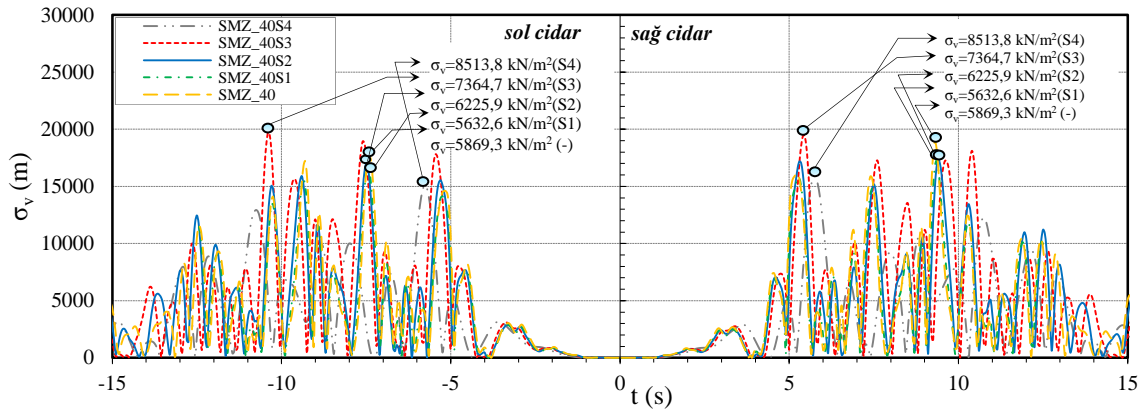 30000
25000
20000
15000
10000
5000
0
σv (m)
SMZ_40S4
SMZ_40S3
SMZ_40S2
SMZ_40S1
SMZ_40
sol cidar
sağ cidar
σv=8513,8 kN/m²(S4)
σv=7364,7 kN/m²(S3)
σv=6225,9 kN/m²(S2)
σv=5632,6 kN/m²(S1)
σv=5869,3 kN/m² (-)
σv=8513,8 kN/m²(S4)
σv=7364,7 kN/m²(S3)
σv=6225,9 kN/m²(S2)
σv=5632,6 kN/m²(S1)
σv=5869,3 kN/m² (-)
-15 -10 -5 0 5 10 15
t (s)